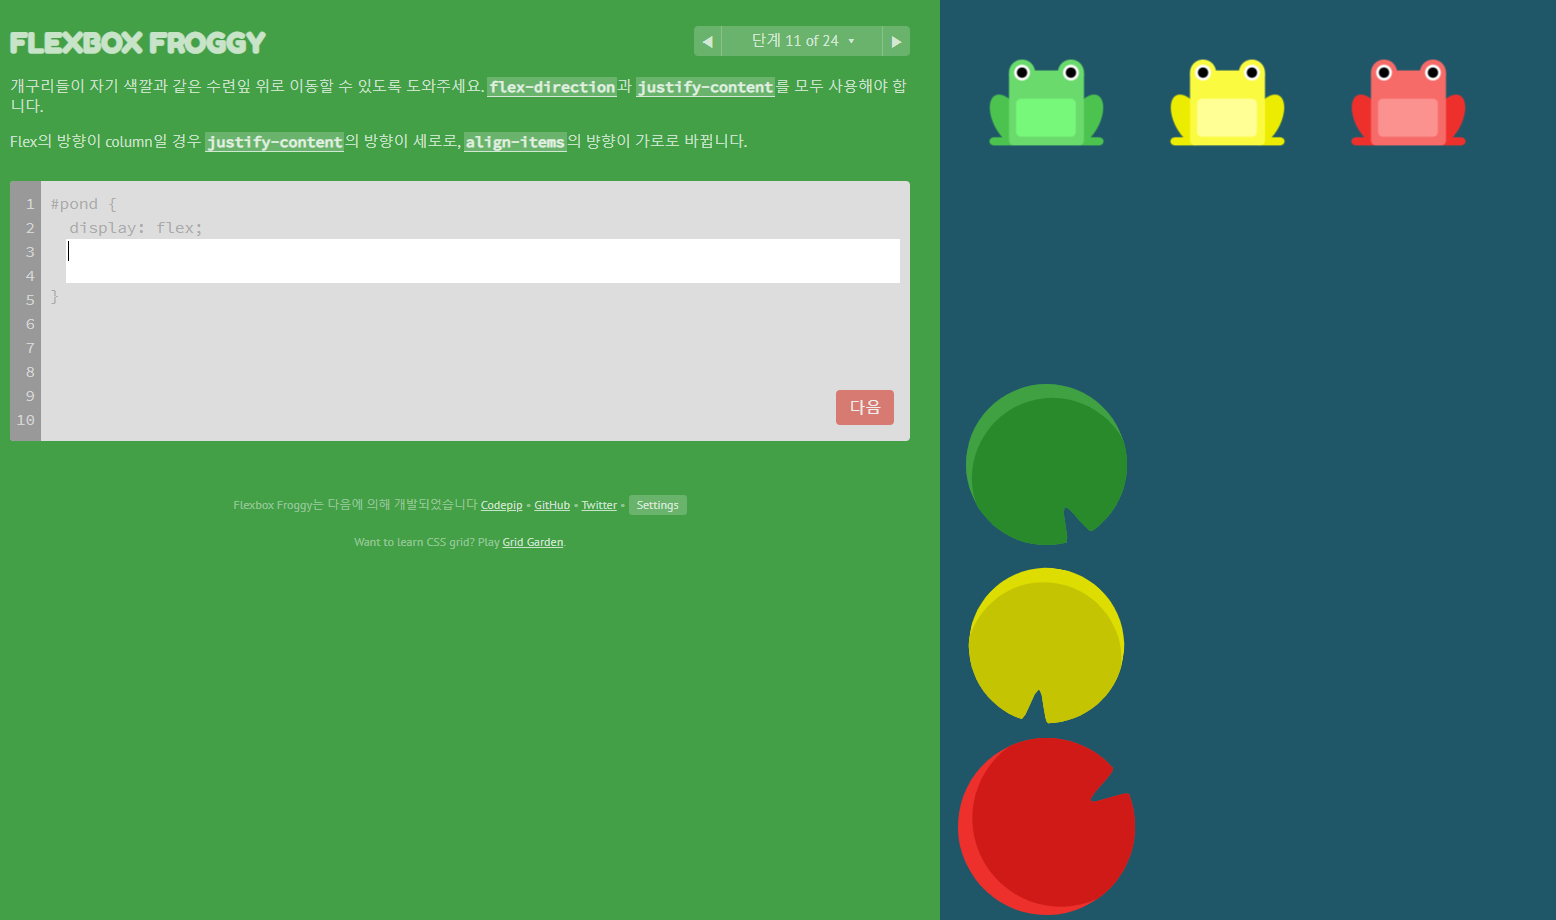 FLEXBOX FROGGY
◀ 단계 11 of 24 ▾ ▶
개구리들이 자기 색깔과 같은 수련잎 위로 이동할 수 있도록 도와주세요. flex-direction과 justify-content를 모두 사용해야 합
니다.
Flex의 방향이 column일 경우 justify-content의 방향이 세로로, align-items의 방향이 가로로 바뀝니다.
1 #pond {
2 display: flex;
3
4
5 }
6
7
8
9
10
다음
Flexbox Froggy는 다음에 의해 개발되었습니다 Codepip • GitHub • Twitter • Settings
Want to learn CSS grid? Play Grid Garden.